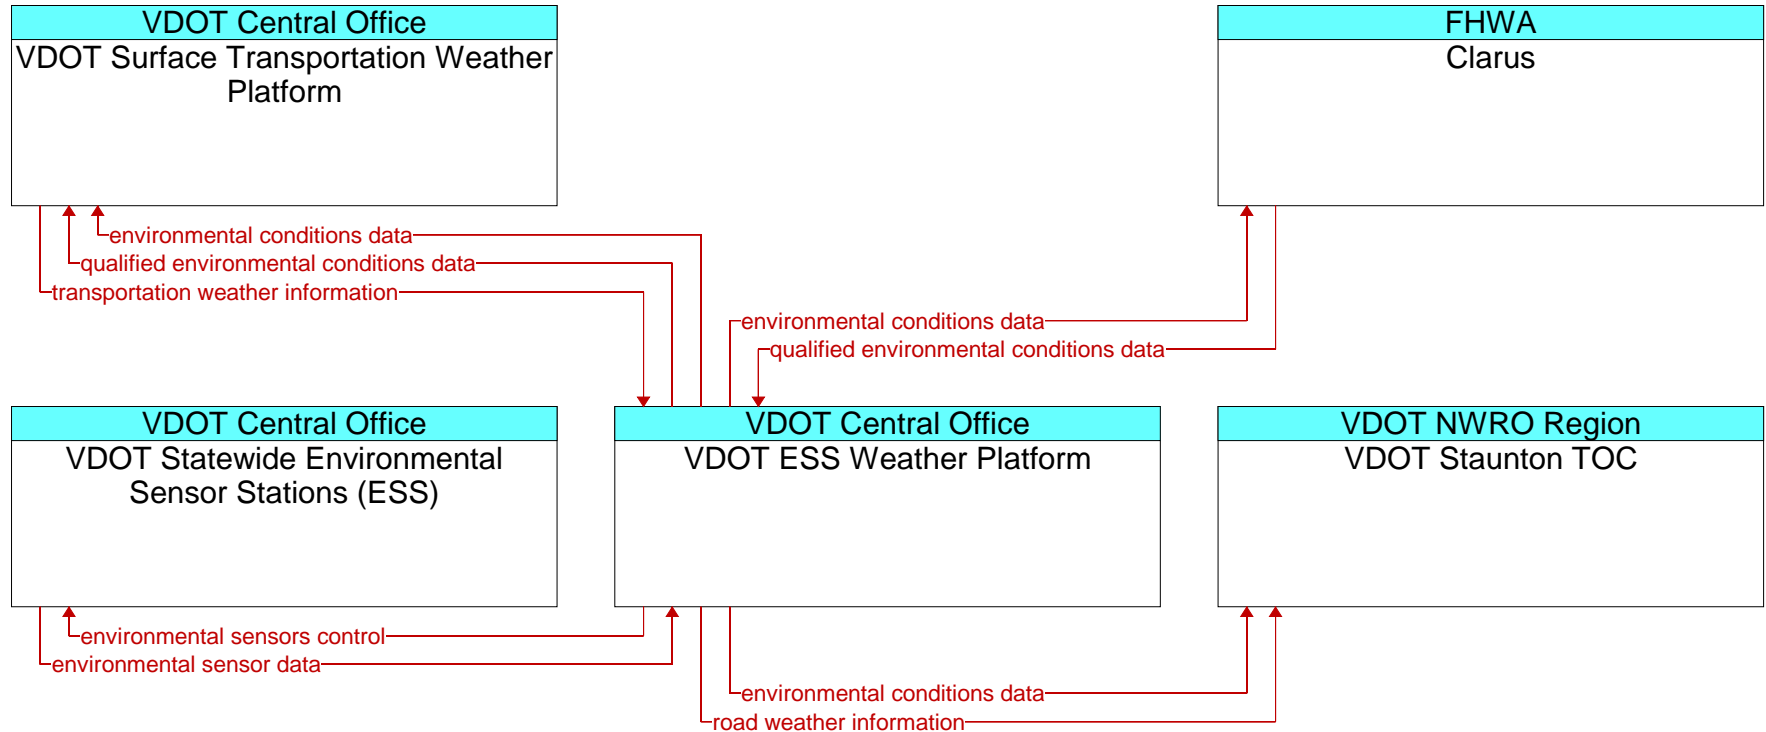 VDOT Central Office
VDOT Surface Transportation Weather
Platform
FHWA
Clarus
environmental conditions data
qualified environmental conditions data
transportation weather information
environmental conditions data
qualified environmental conditions data
VDOT Central Office
VDOT Statewide Environmental
Sensor Stations (ESS)
VDOT Central Office
VDOT ESS Weather Platform
VDOT NWRO Region
VDOT Staunton TOC
environmental sensors control
environmental sensor data
environmental conditions data
road weather information